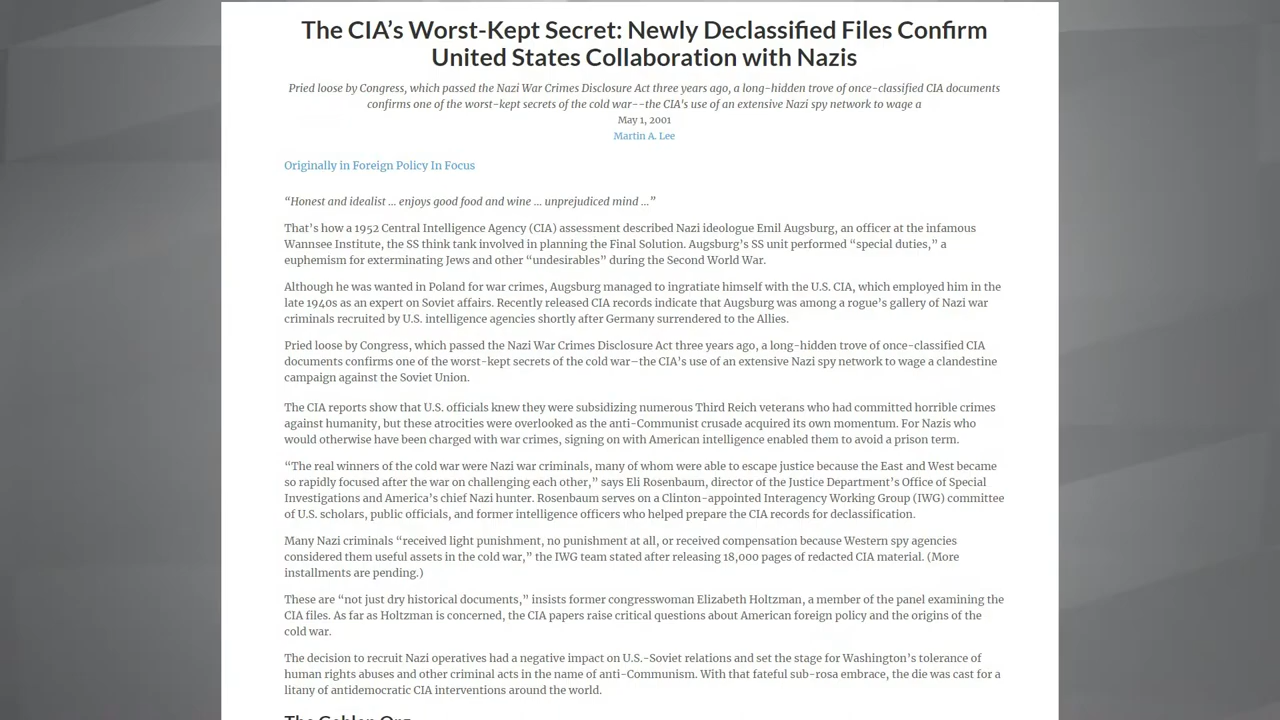 The CIA’s Worst-Kept Secret: Newly Declassified Files Confirm
United States Collaboration with Nazis
Pried loose by Congress, which passed the Nazi War Crimes Disclosure Act three years ago, a long-hidden trove of once-classified CIA documents
confirms one of the worst-kept secrets of the cold war--the CIA’s use of an extensive Nazi spy network to wage a
May 1, 2001
Martin A. Lee
Originally in Foreign Policy In Focus
“Honest and idealist ... enjoys good food and wine ... unprejudiced mind ...”
That’s how a 1952 Central Intelligence Agency (CIA) assessment described Nazi ideologue Emil Augsburg, an officer at the infamous
Wannsee Institute, the SS think tank involved in planning the Final Solution. Augsburg’s SS unit performed “special duties,” a
euphemism for exterminating Jews and other “undesirables” during the Second World War.
Although he was wanted in Poland for war crimes, Augsburg managed to ingratiate himself with the U.S. CIA, which employed him in the
late 1940s as an expert on Soviet affairs. Recently released CIA records indicate that Augsburg was among a rogue’s gallery of Nazi war
criminals recruited by U.S. intelligence agencies shortly after Germany surrendered to the Allies.
Pried loose by Congress, which passed the Nazi War Crimes Disclosure Act three years ago, a long-hidden trove of once-classified CIA
documents confirms one of the worst-kept secrets of the cold war–the CIA’s use of an extensive Nazi spy network to wage a clandestine
campaign against the Soviet Union.
The CIA reports show that U.S. officials knew they were subsidizing numerous Third Reich veterans who had committed horrible crimes
against humanity, but these atrocities were overlooked as the anti-Communist crusade acquired its own momentum. For Nazis who
would otherwise have been charged with war crimes, signing on with American intelligence enabled them to avoid a prison term.
“The real winners of the cold war were Nazi war criminals, many of whom were able to escape justice because the East and West became
so rapidly focused after the war on challenging each other,” says Eli Rosenbaum, director of the Justice Department’s Office of Special
Investigations and America’s chief Nazi hunter. Rosenbaum serves on a Clinton-appointed Interagency Working Group (IWG) committee
of U.S. scholars, public officials, and former intelligence officers who helped prepare the CIA records for declassification.
Many Nazi criminals “received light punishment, no punishment at all, or received compensation because Western spy agencies
considered them useful assets in the cold war,” the IWG team stated after releasing 18,000 pages of redacted CIA material. (More
installments are pending.)
These are “not just dry historical documents,” insists former congresswoman Elizabeth Holtzman, a member of the panel examining the
CIA files. As far as Holtzman is concerned, the CIA papers raise critical questions about American foreign policy and the origins of the
cold war.
The decision to recruit Nazi operatives had a negative impact on U.S.-Soviet relations and set the stage for Washington’s tolerance of
human rights abuses and other criminal acts in the name of anti-Communism. With that fateful sub-rosa embrace, the die was cast for a
litany of antidemocratic CIA interventions around the world.
The Gehlen Org